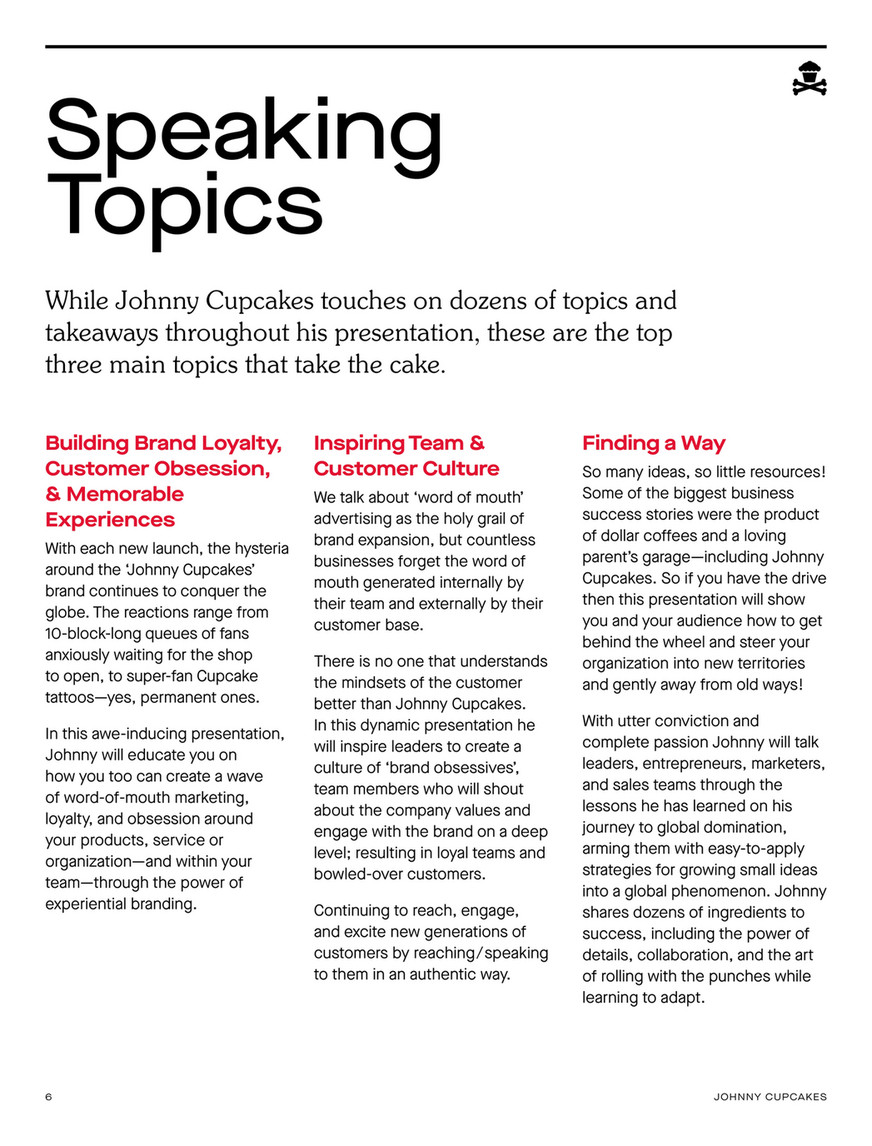 Speaking
Topics
While Johnny Cupcakes touches on dozens of topics and
takeaways throughout his presentation, these are the top
three main topics that take the cake.
Building Brand Loyalty,
Customer Obsession,
& Memorable
Experiences
With each new launch, the hysteria
around the ‘Johnny Cupcakes’
brand continues to conquer the
globe. The reactions range from
10-block-long queues of fans
anxiously waiting for the shop
to open, to super-fan Cupcake
tattoos—yes, permanent ones.
In this awe-inducing presentation,
Johnny will educate you on
how you too can create a wave
of word-of-mouth marketing,
loyalty, and obsession around
your products, service or
organization—and within your
team—through the power of
experiential branding.
Inspiring Team &
Customer Culture
We talk about ‘word of mouth’
advertising as the holy grail of
brand expansion, but countless
businesses forget the word of
mouth generated internally by
their team and externally by their
customer base.
There is no one that understands
the mindsets of the customer
better than Johnny Cupcakes.
In this dynamic presentation he
will inspire leaders to create a
culture of ‘brand obsessives’,
team members who will shout
about the company values and
engage with the brand on a deep
level; resulting in loyal teams and
bowled-over customers.
Continuing to reach, engage,
and excite new generations of
customers by reaching/speaking
to them in an authentic way.
Finding a Way
So many ideas, so little resources!
Some of the biggest business
success stories were the product
of dollar coffees and a loving
parent’s garage—including Johnny
Cupcakes. So if you have the drive
then this presentation will show
you and your audience how to get
behind the wheel and steer your
organization into new territories
and gently away from old ways!
With utter conviction and
complete passion Johnny will talk
leaders, entrepreneurs, marketers,
and sales teams through the
lessons he has learned on his
journey to global domination,
arming them with easy-to-apply
strategies for growing small ideas
into a global phenomenon. Johnny
shares dozens of ingredients to
success, including the power of
details, collaboration, and the art
of rolling with the punches while
learning to adapt.
6
JOHNNY CUPCAKES